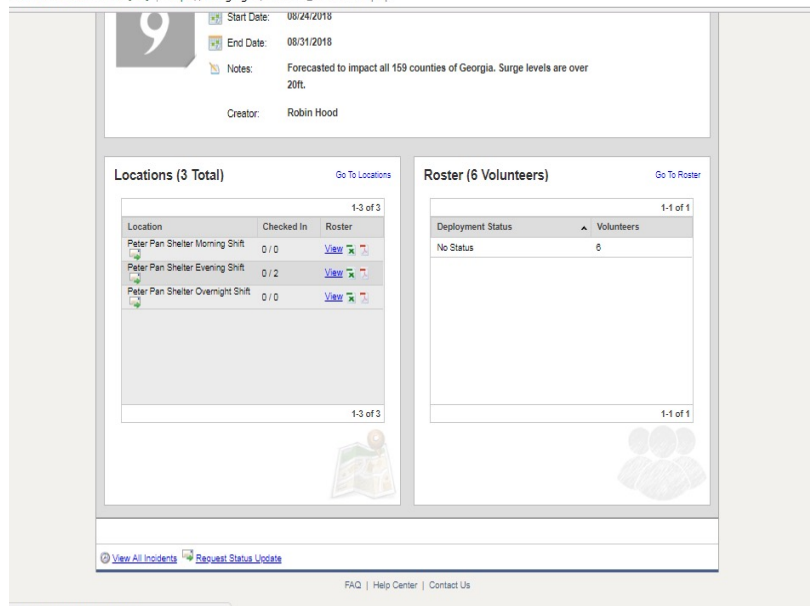 9
Start Date: 08/24/2018
End Date: 08/31/2018
Notes: Forecasted to impact all 159 counties of Georgia. Surge levels are over
20ft.
Creator: Robin Hood
Locations (3 Total) Go To Locations
1-3 of 3
Location Checked In Roster
Peter Pan Shelter Morning Shift 0 / 0 View
Peter Pan Shelter Evening Shift 0 / 2 View
Peter Pan Shelter Overnight Shift 0 / 0 View
1-3 of 3
Roster (6 Volunteers) Go To Roster
1-1 of 1
Deployment Status Volunteers
No Status 6
1-1 of 1
View All Incidents Request Status Update
FAQ | Help Center | Contact Us